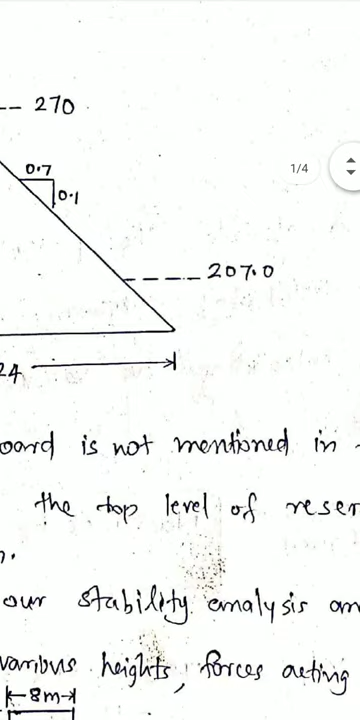 -- 270
0.7
0.1
1/4
---- 207.0
24
oard is not mentioned in
the top level of reser
n.
our stability analysis an
various heights, forces acting
8m